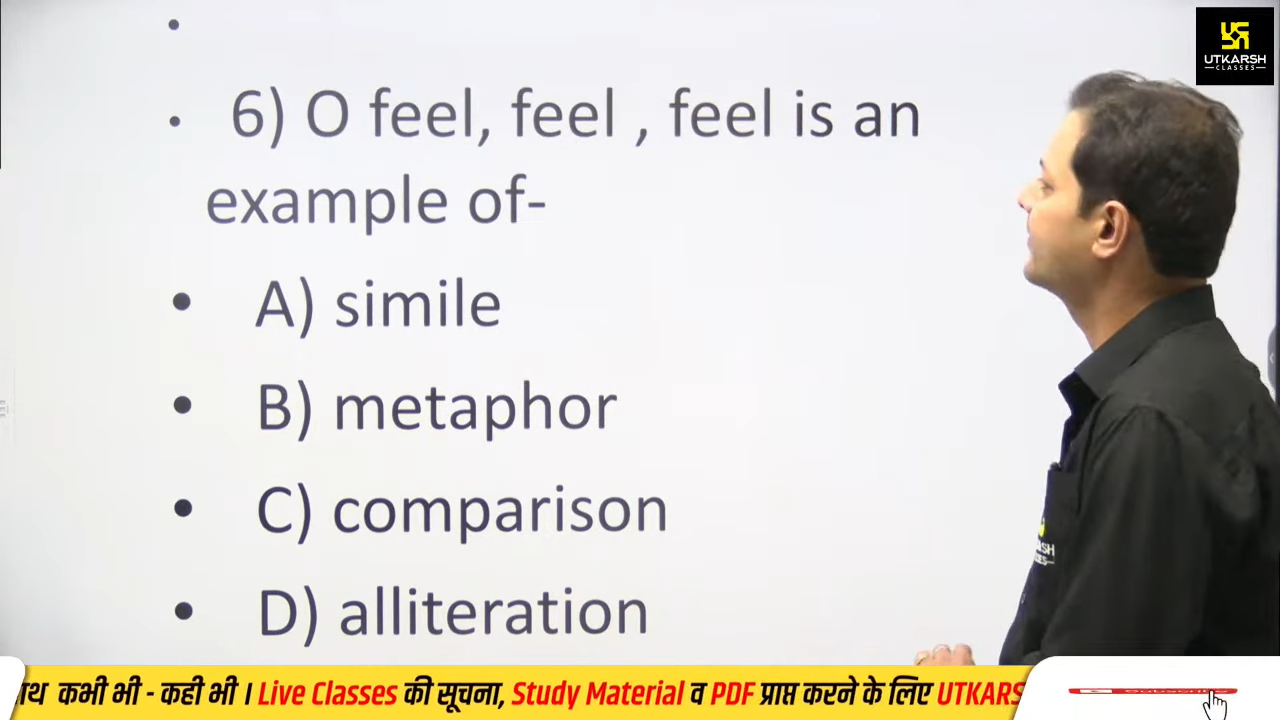 UTKARSH
CLASSES
6) O feel, feel , feel is an
example of-
A) simile
B) metaphor
C) comparison
D) alliteration
कभी भी - कही भी । Live Classes की सूचना, Study Material व PDF प्राप्त करने के लिए